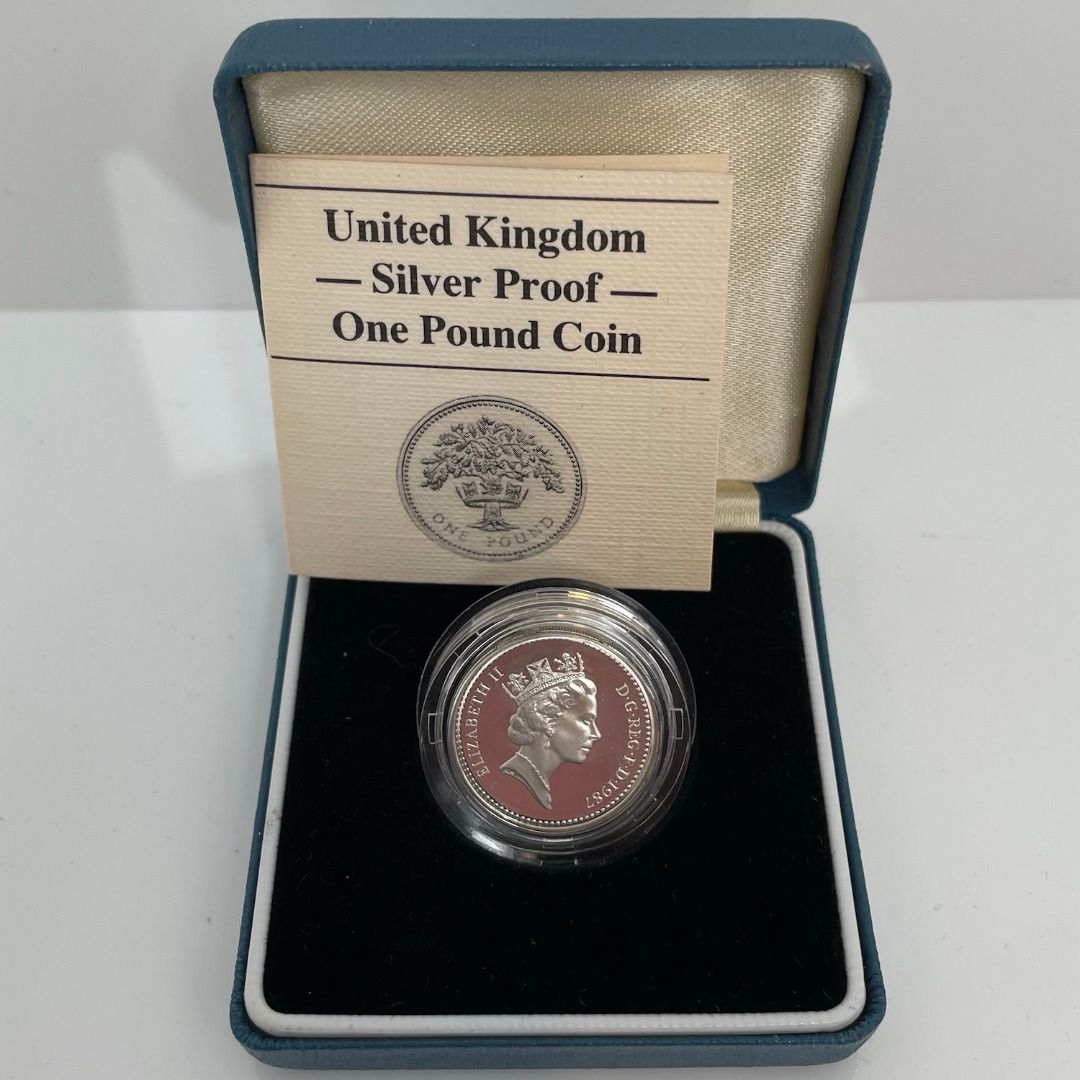 United Kingdom
— Silver Proof —
One Pound Coin
ONE POUND
ELIZABETH II
D·G·REG·F·D·1987